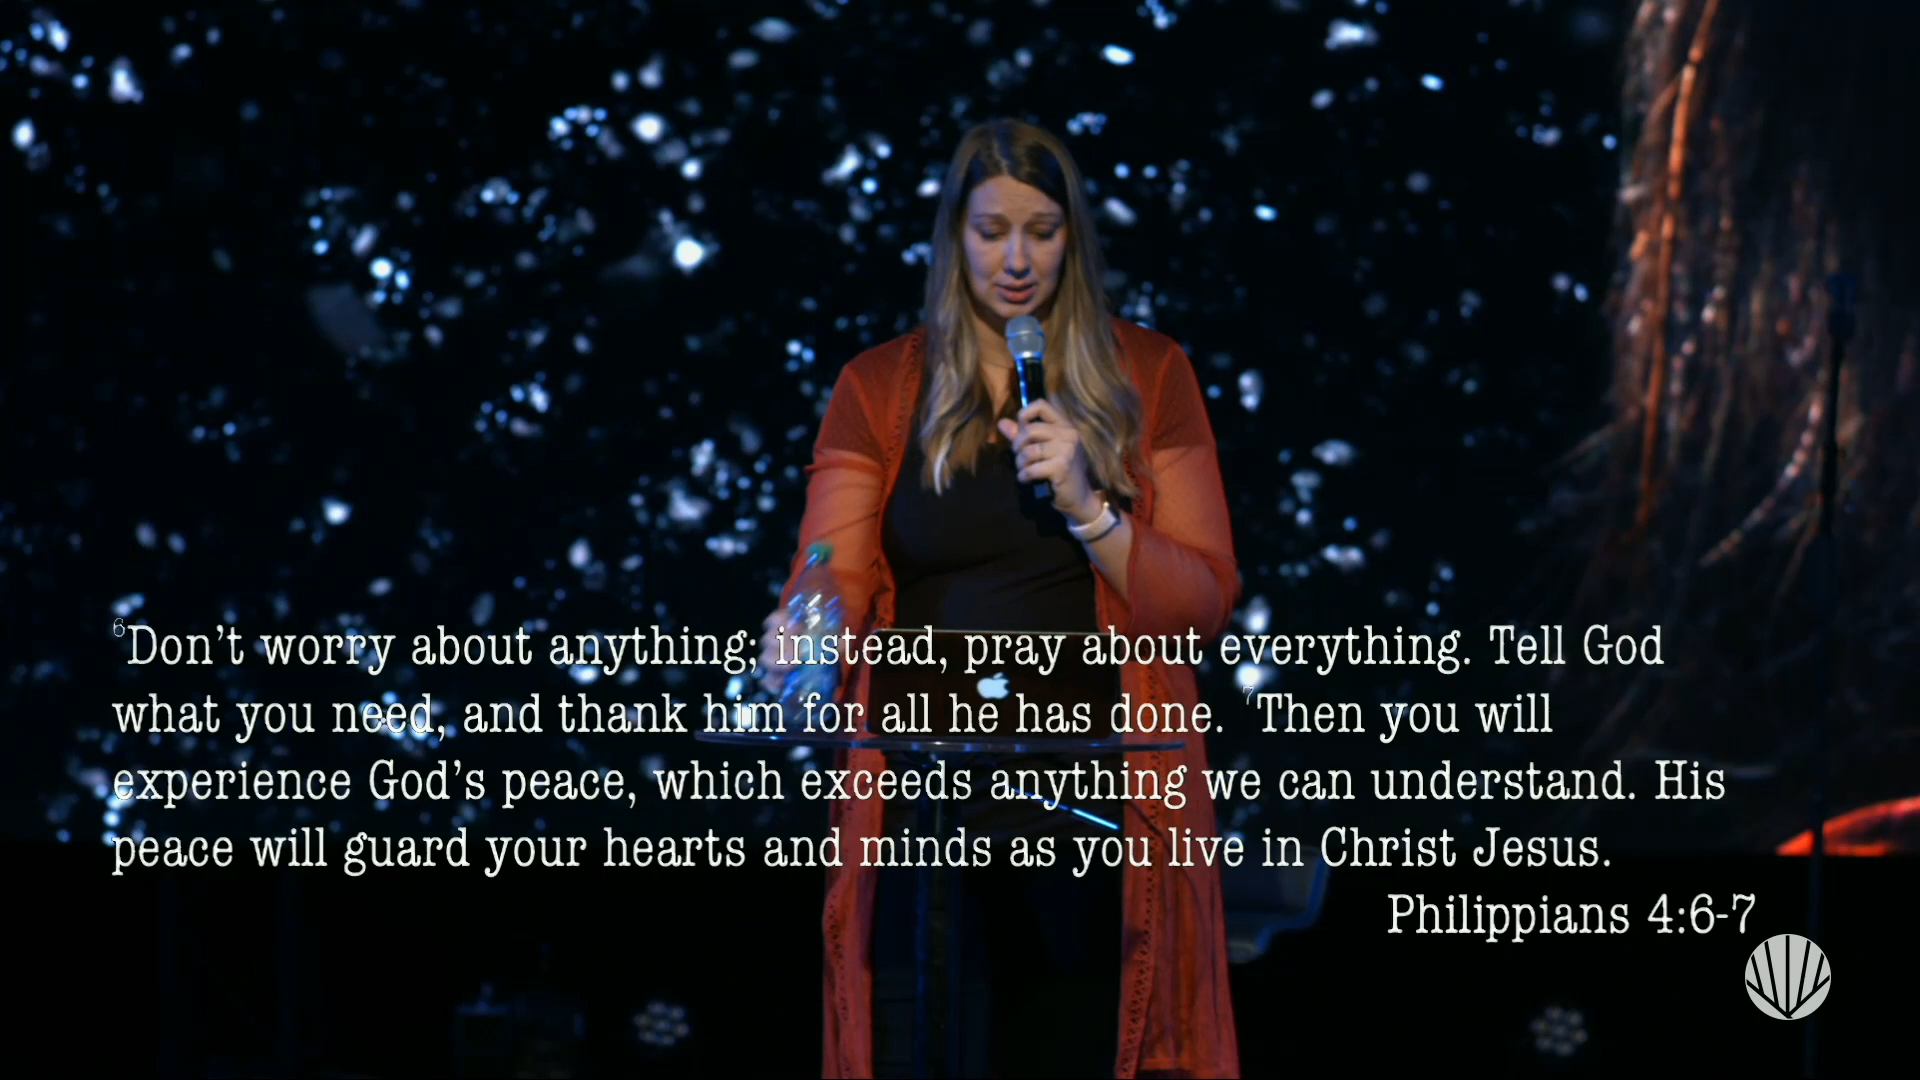 ⁶Don’t worry about anything; instead, pray about everything. Tell God
what you need, and thank him for all he has done. ⁷Then you will
experience God’s peace, which exceeds anything we can understand. His
peace will guard your hearts and minds as you live in Christ Jesus.
Philippians 4:6-7